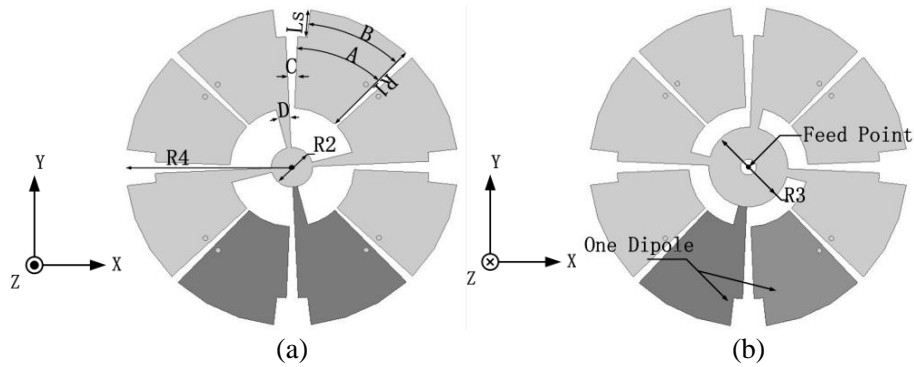 Ls
B
A
C
R1
D
R2
R4
Y
X
Z
(a)
Feed Point
R3
One Dipole
Y
X
Z
(b)